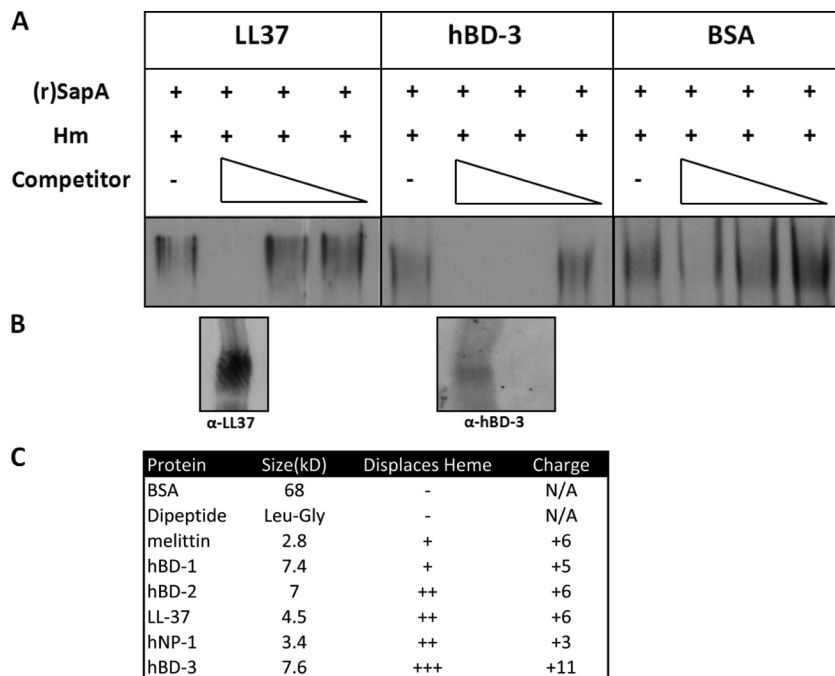 A
LL37 hBD-3 BSA
(r)SapA + + + + + + + + + + + +
Hm + + + + + + + + + + + +
Competitor - - -
B
α-LL37 α-hBD-3
C
Protein Size(kD) Displaces Heme Charge
BSA 68 - N/A
Dipeptide Leu-Gly - N/A
melittin 2.8 + +6
hBD-1 7.4 + +5
hBD-2 7 ++ +6
LL-37 4.5 ++ +6
hNP-1 3.4 ++ +3
hBD-3 7.6 +++ +11